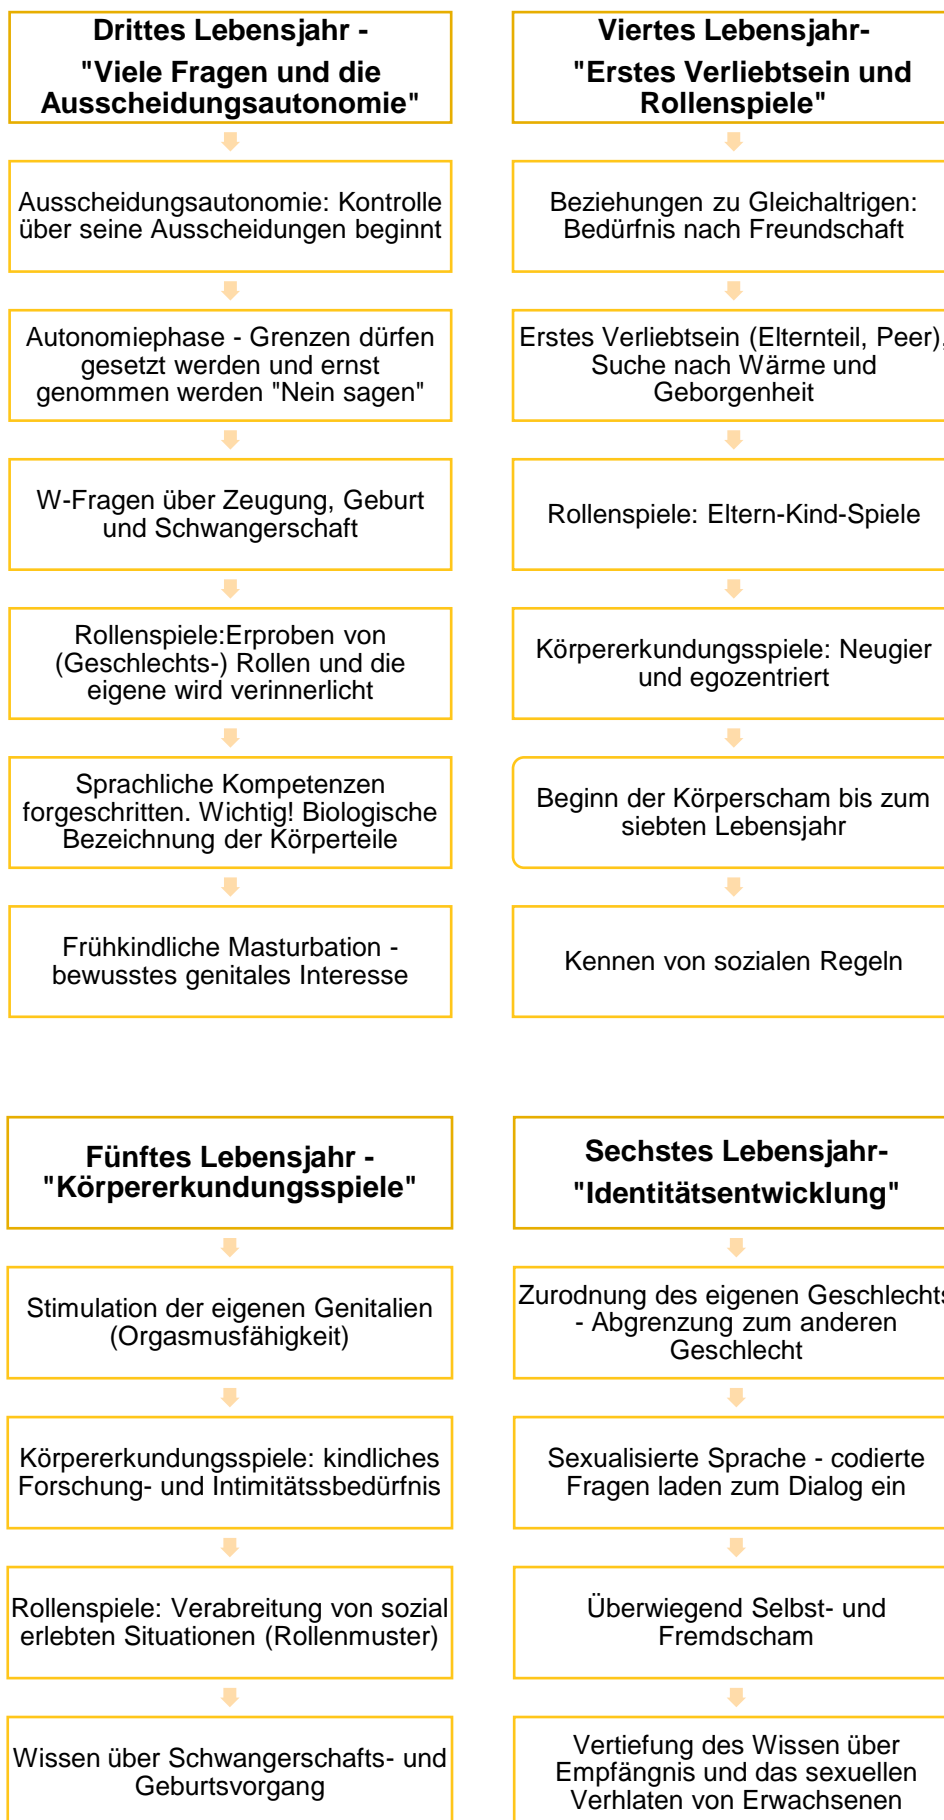 Drittes Lebensjahr -
"Viele Fragen und die
Ausscheidungsautonomie"
Ausscheidungsautonomie: Kontrolle
über seine Ausscheidungen beginnt
Autonomiephase - Grenzen dürfen
gesetzt werden und ernst
genommen werden "Nein sagen"
W-Fragen über Zeugung, Geburt
und Schwangerschaft
Rollenspiele:Erproben von
(Geschlechts-) Rollen und die
eigene wird verinnerlicht
Sprachliche Kompetenzen
forgeschritten. Wichtig! Biologische
Bezeichnung der Körperteile
Frühkindliche Masturbation -
bewusstes genitales Interesse
Viertes Lebensjahr-
"Erstes Verliebtsein und
Rollenspiele"
Beziehungen zu Gleichaltrigen:
Bedürfnis nach Freundschaft
Erstes Verliebtsein (Elternteil, Peer),
Suche nach Wärme und
Geborgenheit
Rollenspiele: Eltern-Kind-Spiele
Körpererkundungsspiele: Neugier
und egozentriert
Beginn der Körperscham bis zum
siebten Lebensjahr
Kennen von sozialen Regeln
Fünftes Lebensjahr -
"Körpererkundungsspiele"
Stimulation der eigenen Genitalien
(Orgasmusfähigkeit)
Körpererkundungsspiele: kindliches
Forschung- und Intimitätssbedürfnis
Rollenspiele: Verabreitung von sozial
erlebten Situationen (Rollenmuster)
Wissen über Schwangerschafts- und
Geburtsvorgang
Sechstes Lebensjahr-
"Identitätsentwicklung"
Zurodnung des eigenen Geschlechts
- Abgrenzung zum anderen
Geschlecht
Sexualisierte Sprache - codierte
Fragen laden zum Dialog ein
Überwiegend Selbst- und
Fremdscham
Vertiefung des Wissen über
Empfängnis und das sexuellen
Verhlaten von Erwachsenen